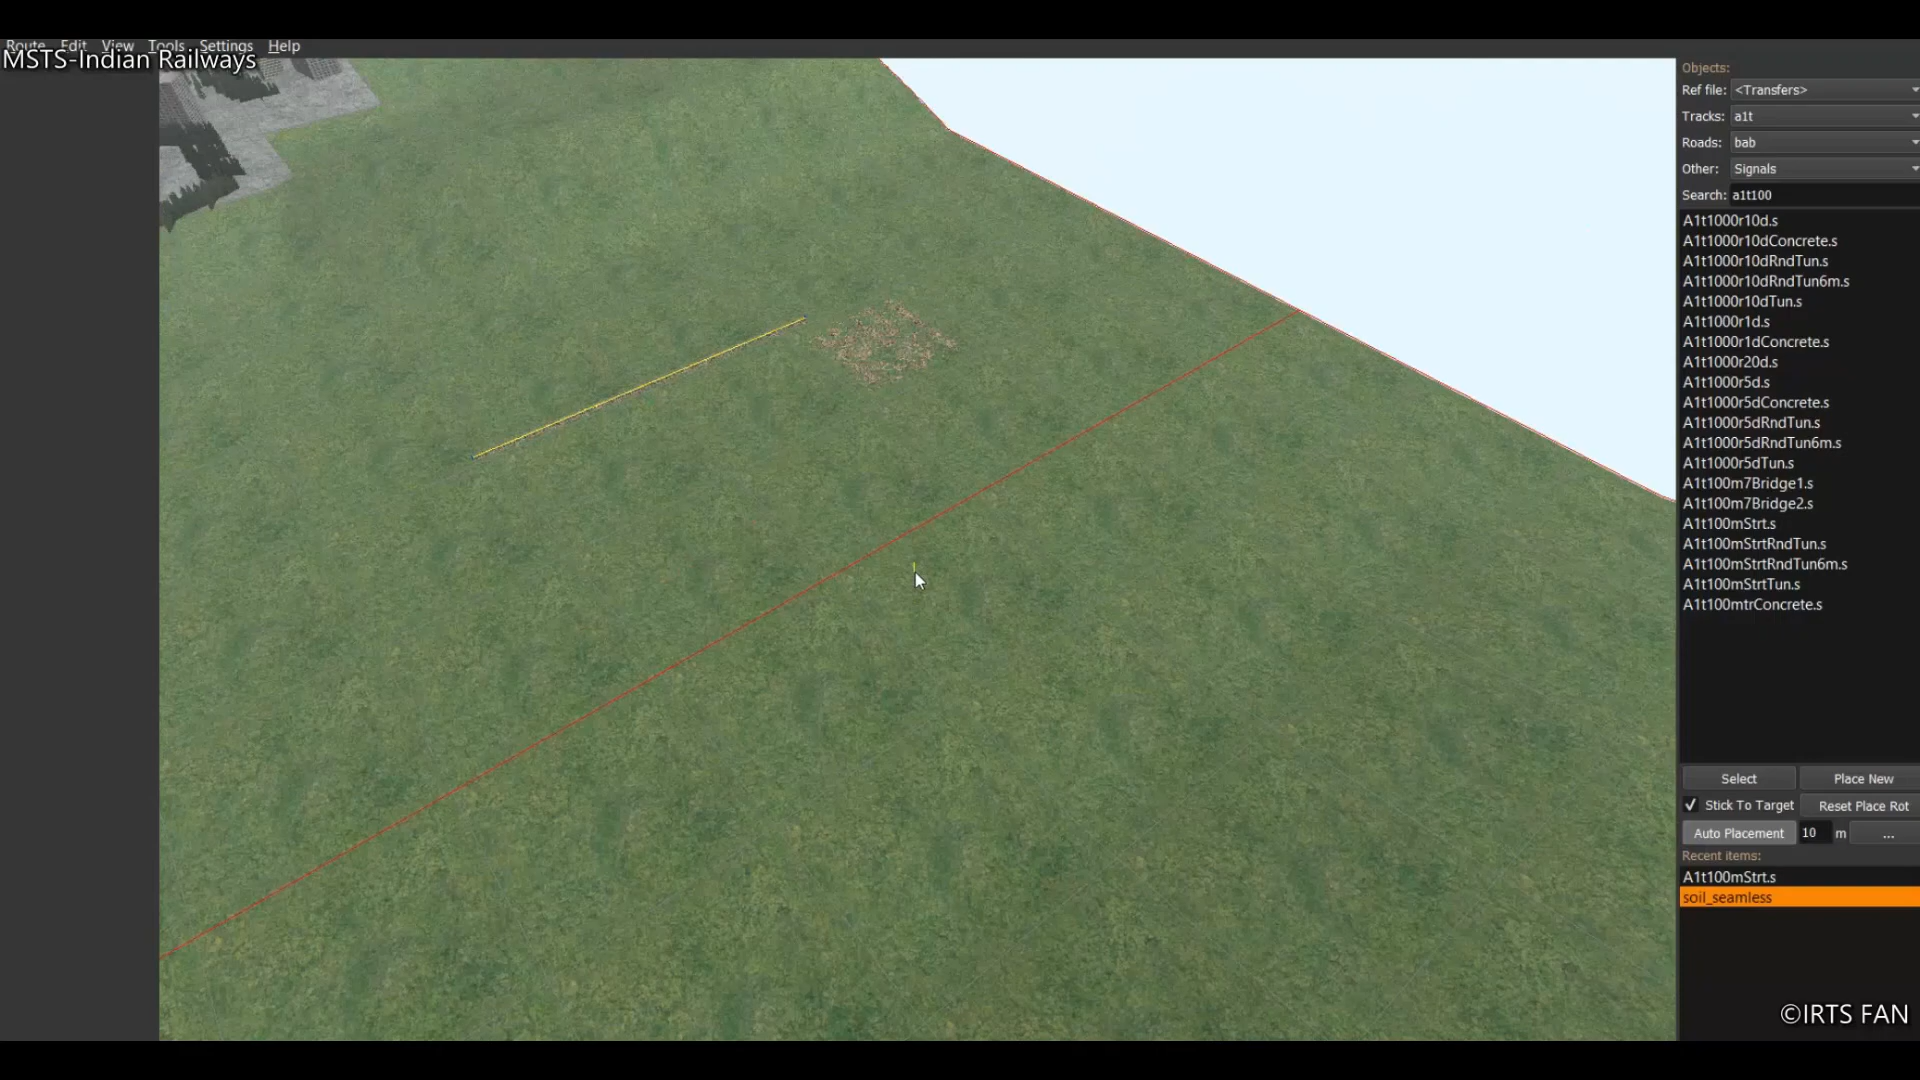 Route Edit View Tools Settings Help
MSTS-Indian Railways
Objects:
Ref file: <Transfers>
Tracks: a1t
Roads: bab
Other: Signals
Search: a1t100
A1t1000r10d.s
A1t1000r10dConcrete.s
A1t1000r10dRndTun.s
A1t1000r10dRndTun6m.s
A1t1000r10dTun.s
A1t1000r1d.s
A1t1000r1dConcrete.s
A1t1000r20d.s
A1t1000r5d.s
A1t1000r5dConcrete.s
A1t1000r5dRndTun.s
A1t1000r5dRndTun6m.s
A1t1000r5dTun.s
A1t100m7Bridge1.s
A1t100m7Bridge2.s
A1t100mStrt.s
A1t100mStrtRndTun.s
A1t100mStrtRndTun6m.s
A1t100mStrtTun.s
A1t100mtrConcrete.s
Select Place New
Stick To Target Reset Place Rot
Auto Placement 10 m ...
Recent items:
A1t100mStrt.s
soil_seamless
©IRTS FAN